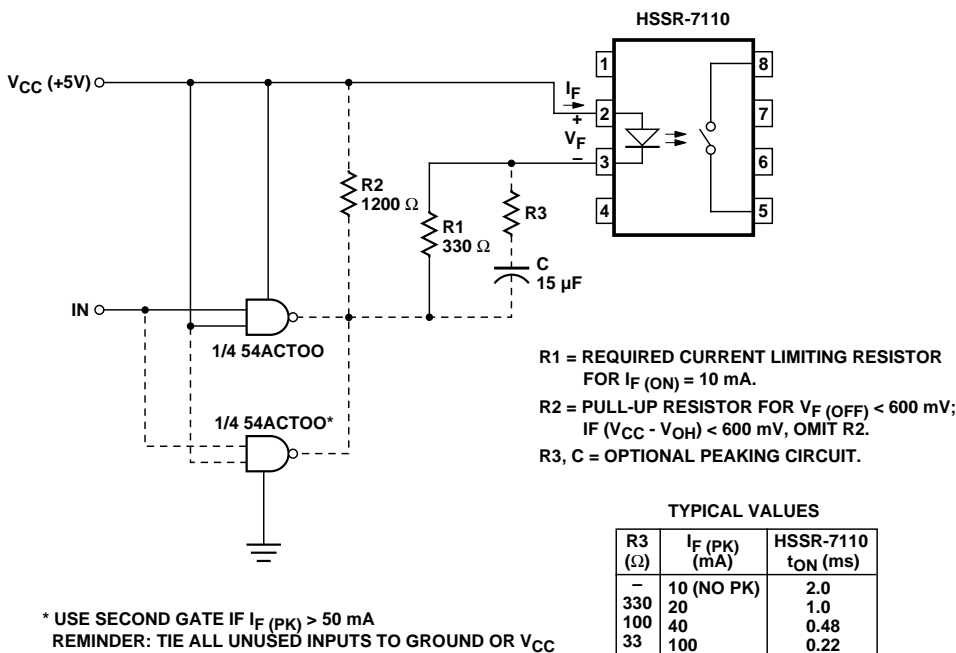 HSSR-7110
VCC (+5V)
1
2
3
4
8
7
6
5
IF
+
VF
–
R2
1200 Ω
R1
330 Ω
R3
C
15 µF
IN
1/4 54ACTOO
1/4 54ACTOO*
R1 = REQUIRED CURRENT LIMITING RESISTOR
FOR IF (ON) = 10 mA.
R2 = PULL-UP RESISTOR FOR VF (OFF) < 600 mV;
IF (VCC - VOH) < 600 mV, OMIT R2.
R3, C = OPTIONAL PEAKING CIRCUIT.
TYPICAL VALUES
R3 (Ω) IF (PK) (mA) HSSR-7110 tON (ms)
– 10 (NO PK) 2.0
330 20 1.0
100 40 0.48
33 100 0.22
* USE SECOND GATE IF IF (PK) > 50 mA
REMINDER: TIE ALL UNUSED INPUTS TO GROUND OR VCC